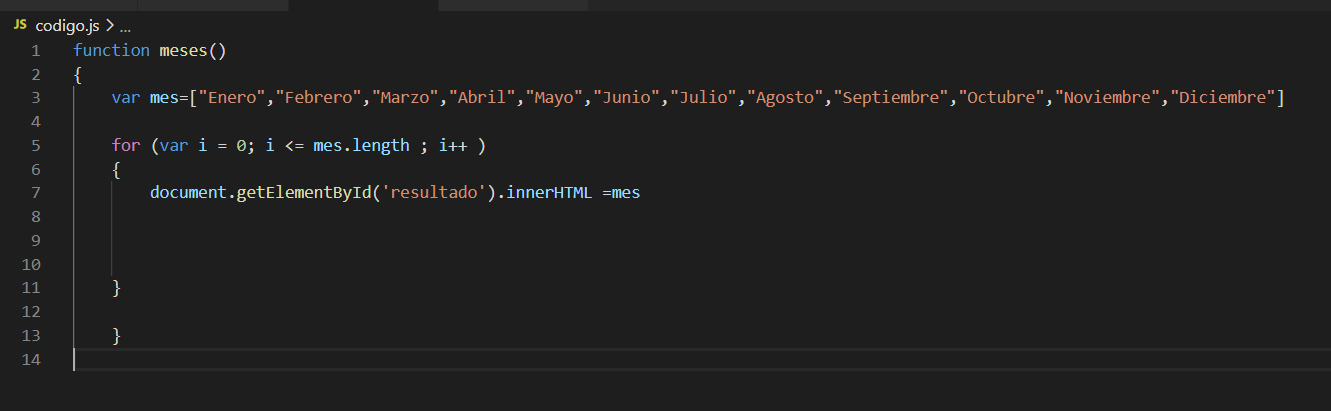 JS codigo.js > ...
1 function meses()
2 {
3 var mes=["Enero","Febrero","Marzo","Abril","Mayo","Junio","Julio","Agosto","Septiembre","Octubre","Noviembre","Diciembre"]
4
5 for (var i = 0; i <= mes.length ; i++ )
6 {
7 document.getElementById('resultado').innerHTML =mes
8
9
10
11 }
12
13 }
14